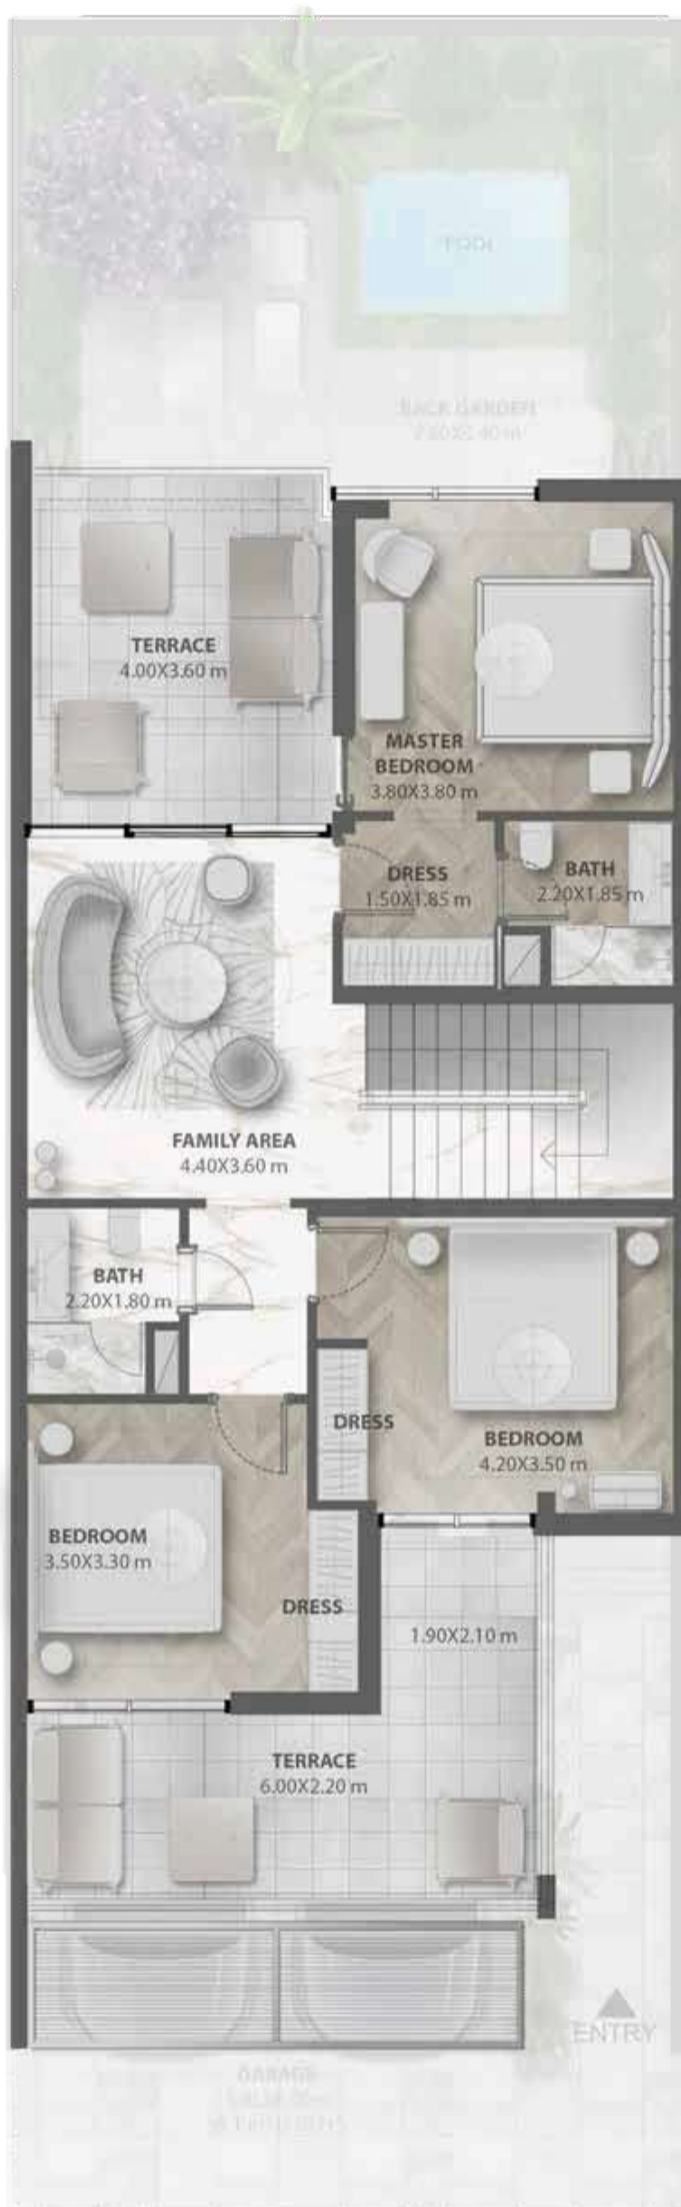 POOL
BACK GARDEN
TERRACE
4.00X3.60 m
MASTER
BEDROOM
3.80X3.80 m
DRESS
1.50X1.85 m
BATH
2.20X1.85 m
FAMILY AREA
4.40X3.60 m
BATH
2.20X1.80 m
DRESS
BEDROOM
4.20X3.50 m
BEDROOM
3.50X3.30 m
DRESS
1.90X2.10 m
TERRACE
6.00X2.20 m
ENTRY
GARAGE